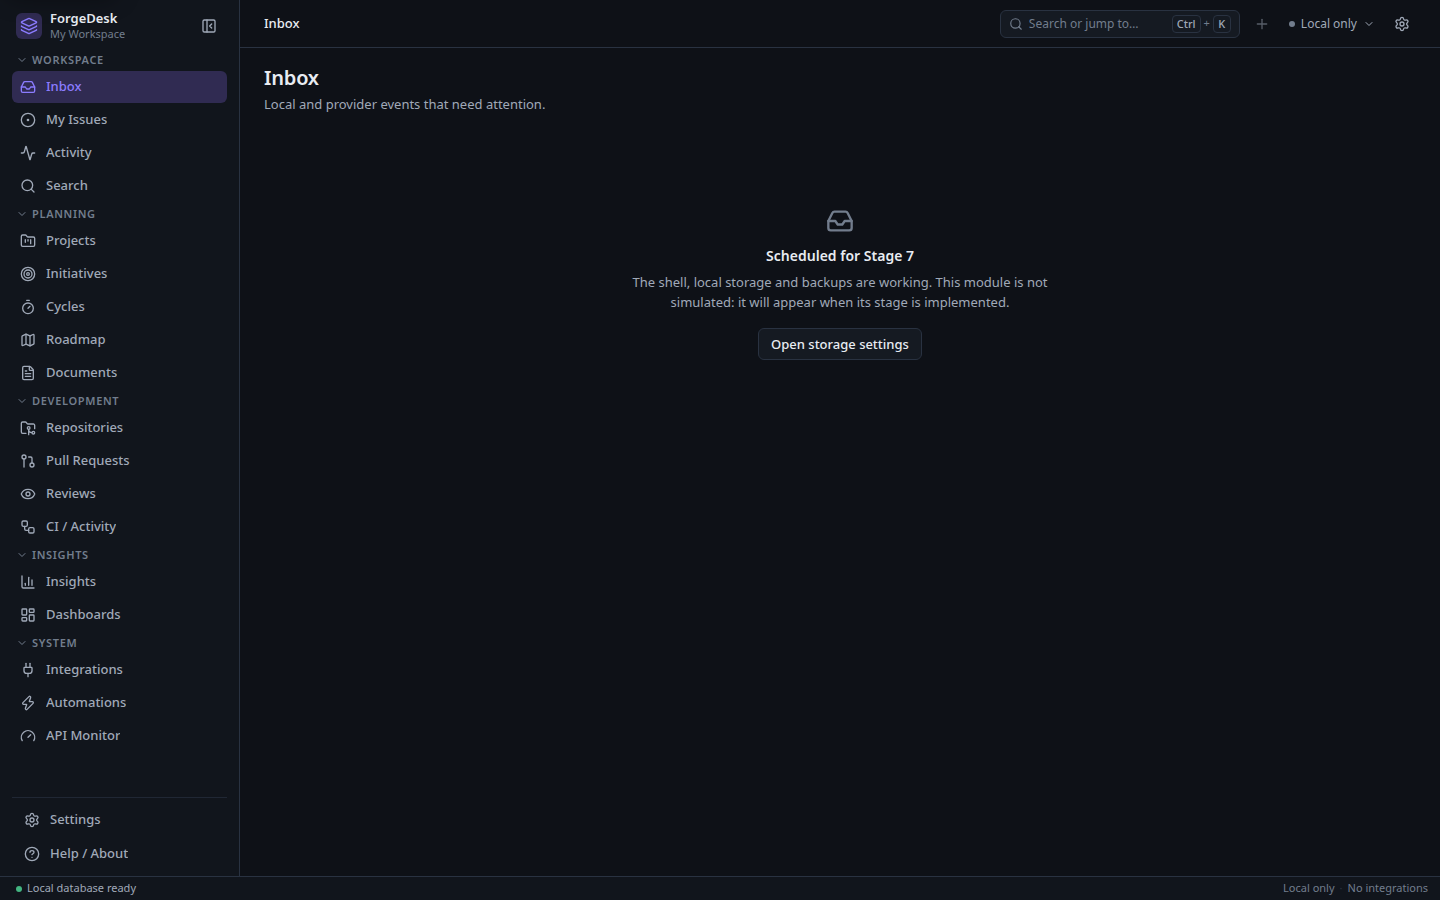 ForgeDesk
My Workspace
WORKSPACE
Inbox
My Issues
Activity
Search
PLANNING
Projects
Initiatives
Cycles
Roadmap
Documents
DEVELOPMENT
Repositories
Pull Requests
Reviews
CI / Activity
INSIGHTS
Insights
Dashboards
SYSTEM
Integrations
Automations
API Monitor
Settings
Help / About
Inbox
Search or jump to... Ctrl + K
Local only
Inbox
Local and provider events that need attention.
Scheduled for Stage 7
The shell, local storage and backups are working. This module is not
simulated: it will appear when its stage is implemented.
Open storage settings
Local database ready
Local only · No integrations